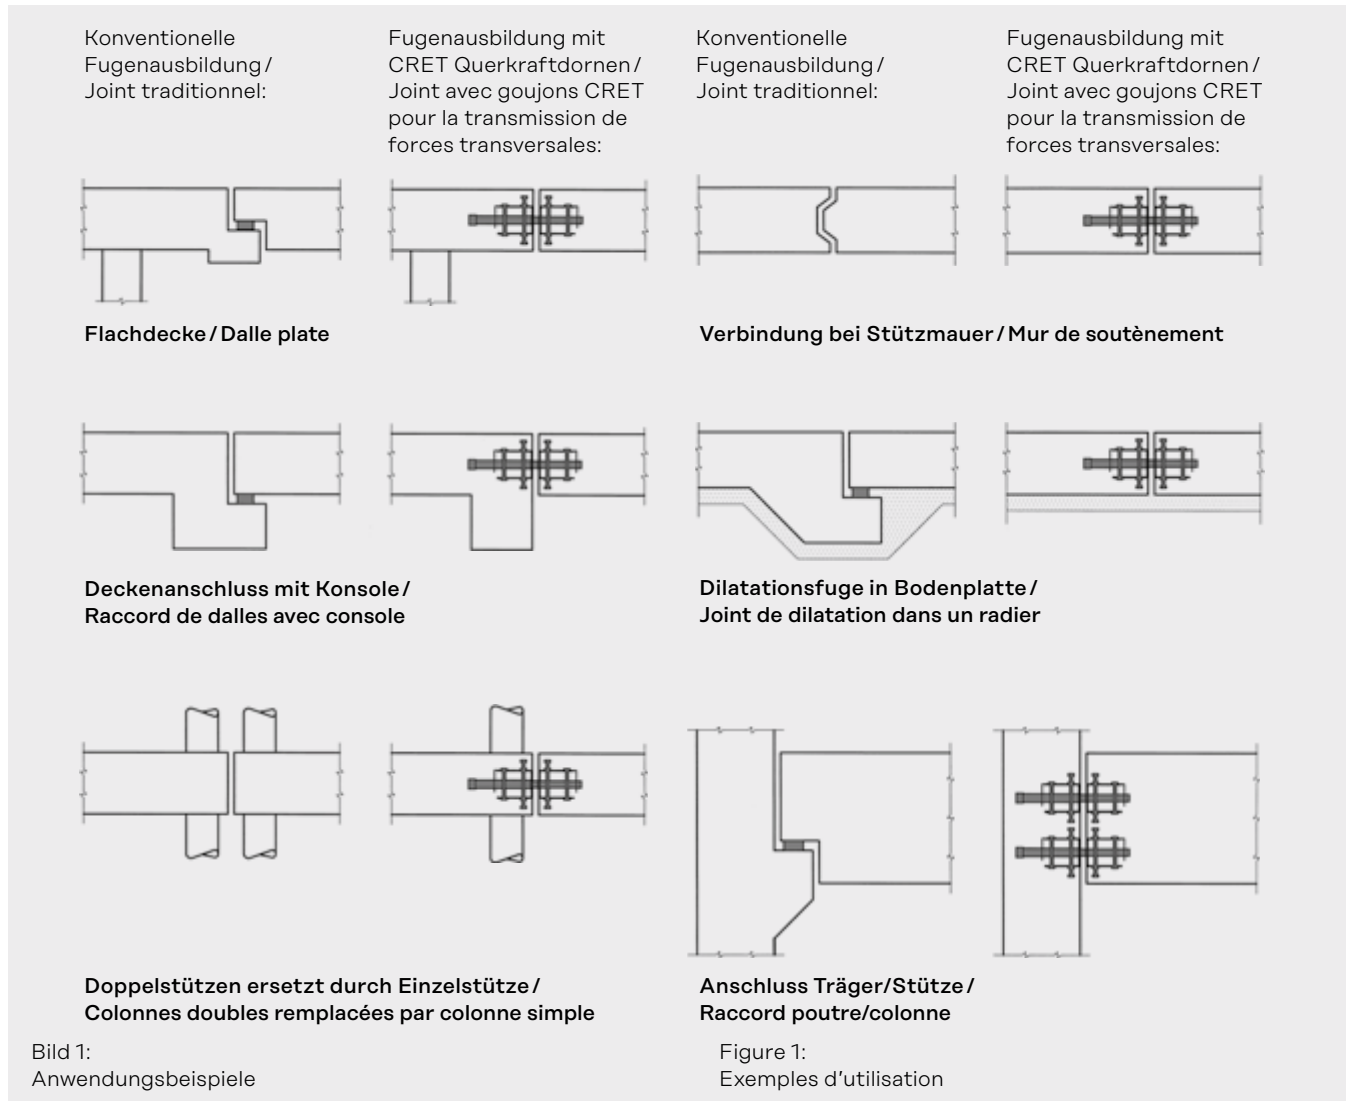 Konventionelle
Fugenausbildung/
Joint traditionnel:
Fugenausbildung mit
CRET Querkraftdornen/
Joint avec goujons CRET
pour la transmission de
forces transversales:
Konventionelle
Fugenausbildung/
Joint traditionnel:
Fugenausbildung mit
CRET Querkraftdornen/
Joint avec goujons CRET
pour la transmission de
forces transversales:
Flachdecke/Dalle plate
Verbindung bei Stützmauer/Mur de soutènement
Deckenanschluss mit Konsole/
Raccord de dalles avec console
Dilatationsfuge in Bodenplatte/
Joint de dilatation dans un radier
Doppelstützen ersetzt durch Einzelstütze/
Colonnes doubles remplacées par colonne simple
Anschluss Träger/Stütze/
Raccord poutre/colonne
Bild 1:
Anwendungsbeispiele
Figure 1:
Exemples d’utilisation